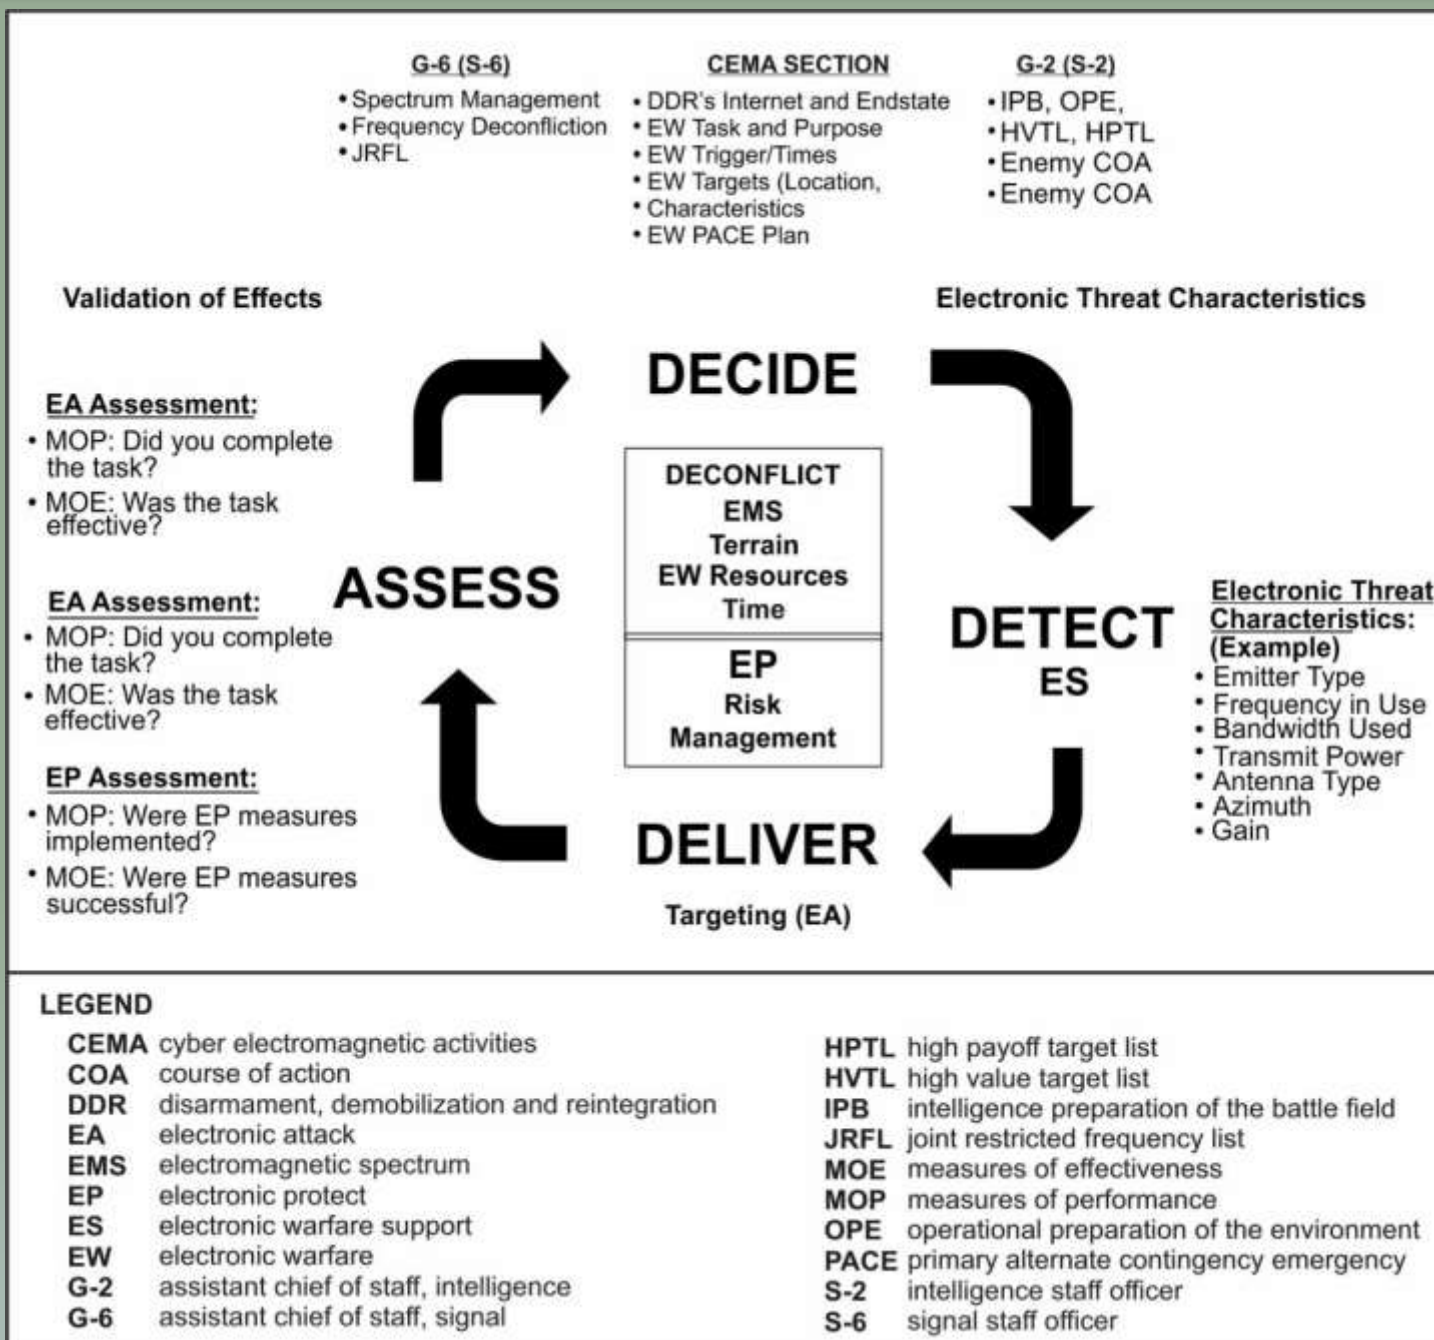 G-6 (S-6)
• Spectrum Management
• Frequency Deconfliction
• JRFL
CEMA SECTION
• DDR's Internet and Endstate
• EW Task and Purpose
• EW Trigger/Times
• EW Targets (Location,
• Characteristics
• EW PACE Plan
G-2 (S-2)
• IPB, OPE,
• HVTL, HPTL
• Enemy COA
• Enemy COA
Validation of Effects
Electronic Threat Characteristics
DECIDE
EA Assessment:
• MOP: Did you complete
the task?
• MOE: Was the task
effective?
EA Assessment:
• MOP: Did you complete
the task?
• MOE: Was the task
effective?
EP Assessment:
• MOP: Were EP measures
implemented?
• MOE: Were EP measures
successful?
ASSESS
DECONFLICT
EMS
Terrain
EW Resources
Time
EP
Risk
Management
DETECT
ES
Electronic Threat
Characteristics:
(Example)
• Emitter Type
• Frequency in Use
• Bandwidth Used
• Transmit Power
• Antenna Type
• Azimuth
• Gain
DELIVER
Targeting (EA)
LEGEND
CEMA cyber electromagnetic activities
COA course of action
DDR disarmament, demobilization and reintegration
EA electronic attack
EMS electromagnetic spectrum
EP electronic protect
ES electronic warfare support
EW electronic warfare
G-2 assistant chief of staff, intelligence
G-6 assistant chief of staff, signal
HPTL high payoff target list
HVTL high value target list
IPB intelligence preparation of the battle field
JRFL joint restricted frequency list
MOE measures of effectiveness
MOP measures of performance
OPE operational preparation of the environment
PACE primary alternate contingency emergency
S-2 intelligence staff officer
S-6 signal staff officer